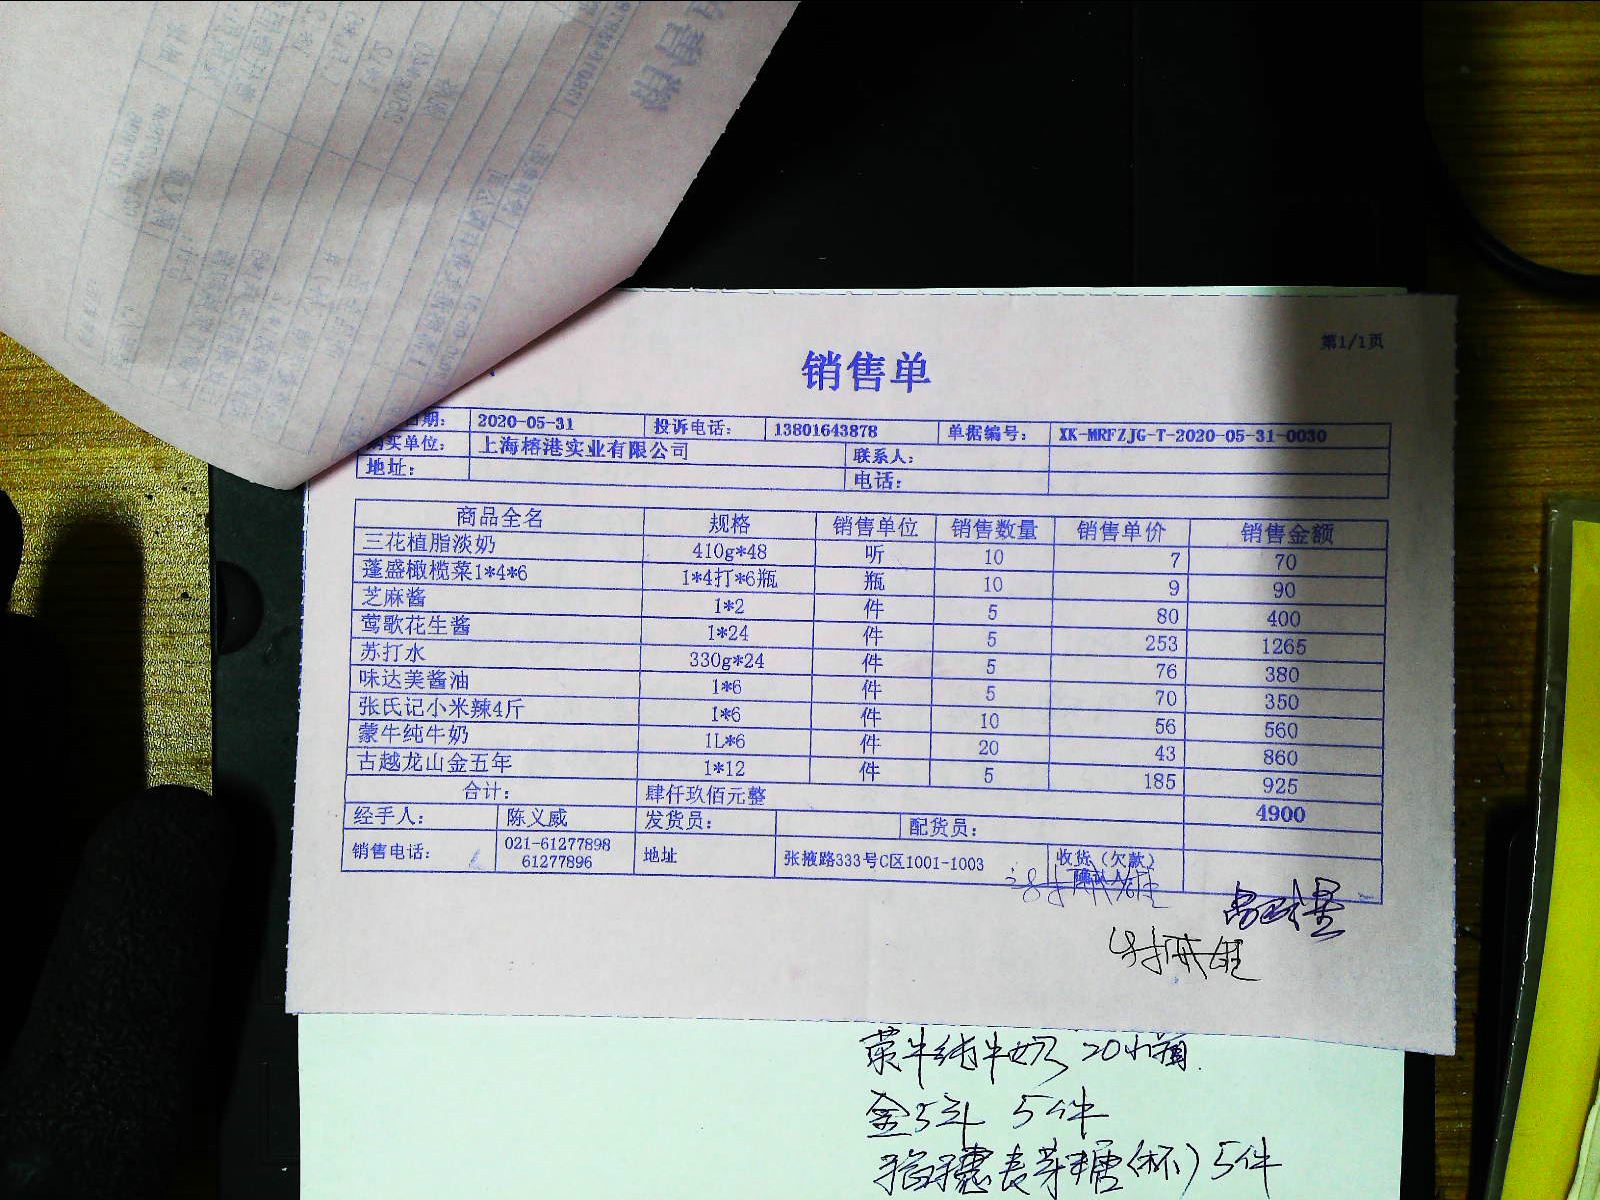 第1/1页
销售单
日期： 2020-05-31 投诉电话： 13801643878 单据编号： XK-MRFZJG-T-2020-05-31-0030
购买单位： 上海榕港实业有限公司 联系人：
地址： 电话：
商品全名 规格 销售单位 销售数量 销售单价 销售金额
三花植脂淡奶 410g*48 听 10 7 70
蓬盛橄榄菜1*4*6 1*4打*6瓶 瓶 10 9 90
芝麻酱 1*2 件 5 80 400
莺歌花生酱 1*24 件 5 253 1265
苏打水 330g*24 件 5 76 380
味达美酱油 1*6 件 5 70 350
张氏记小米辣4斤 1*6 件 10 56 560
蒙牛纯牛奶 1L*6 件 20 43 860
古越龙山金五年 1*12 件 5 185 925
合计： 肆仟玖佰元整 4900
经手人： 陈义威 发货员： 配货员：
销售电话： 021-61277898 61277896 地址 张掖路333号C区1001-1003 收货（欠款）
纯牛奶 20小箱
金5年 5件
麦芽糖(杯) 5件